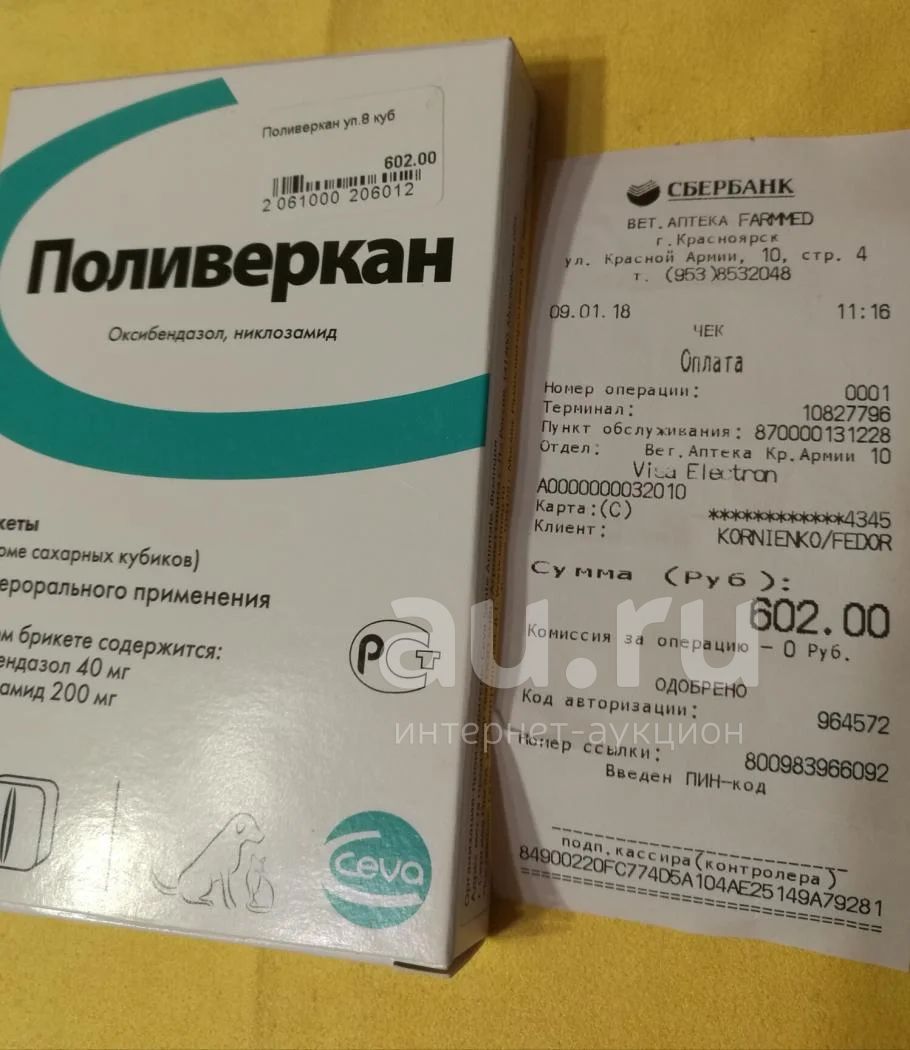 Поливеркан уп.8 куб
602.00
2 061000 206012
Поливеркан
Оксибендазол, никлозамид
кеты
оме сахарных кубиков)
ерорального применения
ом брикете содержится:
ендазол 40 мг
амид 200 мг
РСТ
Ceva
СБЕРБАНК
ВЕТ.АПТЕКА FARMMED
г.Красноярск
ул. Красной Армии, 10, стр. 4
т. (953)8532048
09.01.18 11:16
ЧЕК
Оплата
Номер операции: 0001
Терминал: 10827796
Пункт обслуживания: 870000131228
Отдел: Вет.Аптека Кр.Армии 10
Visa Electron
A0000000032010
Карта:(C) ************4345
Клиент: KORNIENKO/FEDOR
Сумма (Руб):
602.00
Комиссия за операцию – 0 Руб.
ОДОБРЕНО
Код авторизации: 964572
Номер ссылки: 800983966092
Введен ПИН-код
подп.кассира(контролера)
84900220FC774D5A104AE25149A79281
au.ru
интернет-аукцион